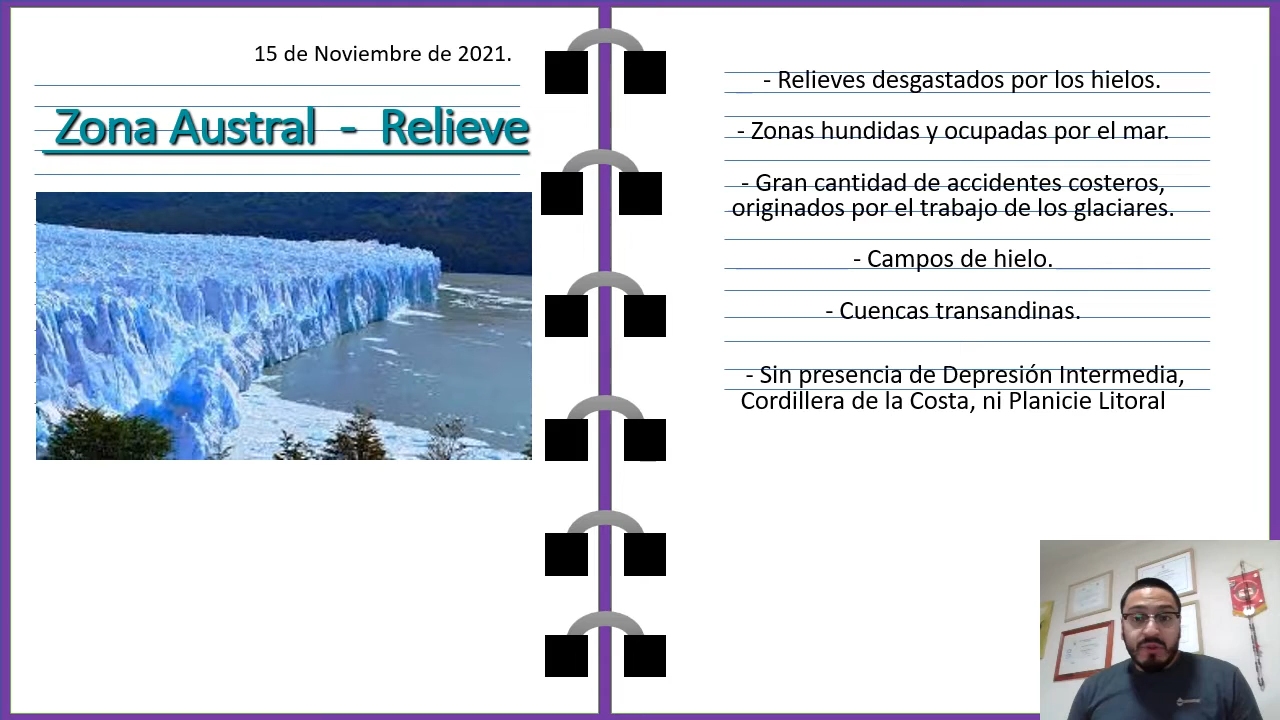 15 de Noviembre de 2021.
Zona Austral - Relieve
- Relieves desgastados por los hielos.
- Zonas hundidas y ocupadas por el mar.
- Gran cantidad de accidentes costeros,
originados por el trabajo de los glaciares.
- Campos de hielo.
- Cuencas transandinas.
- Sin presencia de Depresión Intermedia,
Cordillera de la Costa, ni Planicie Litoral